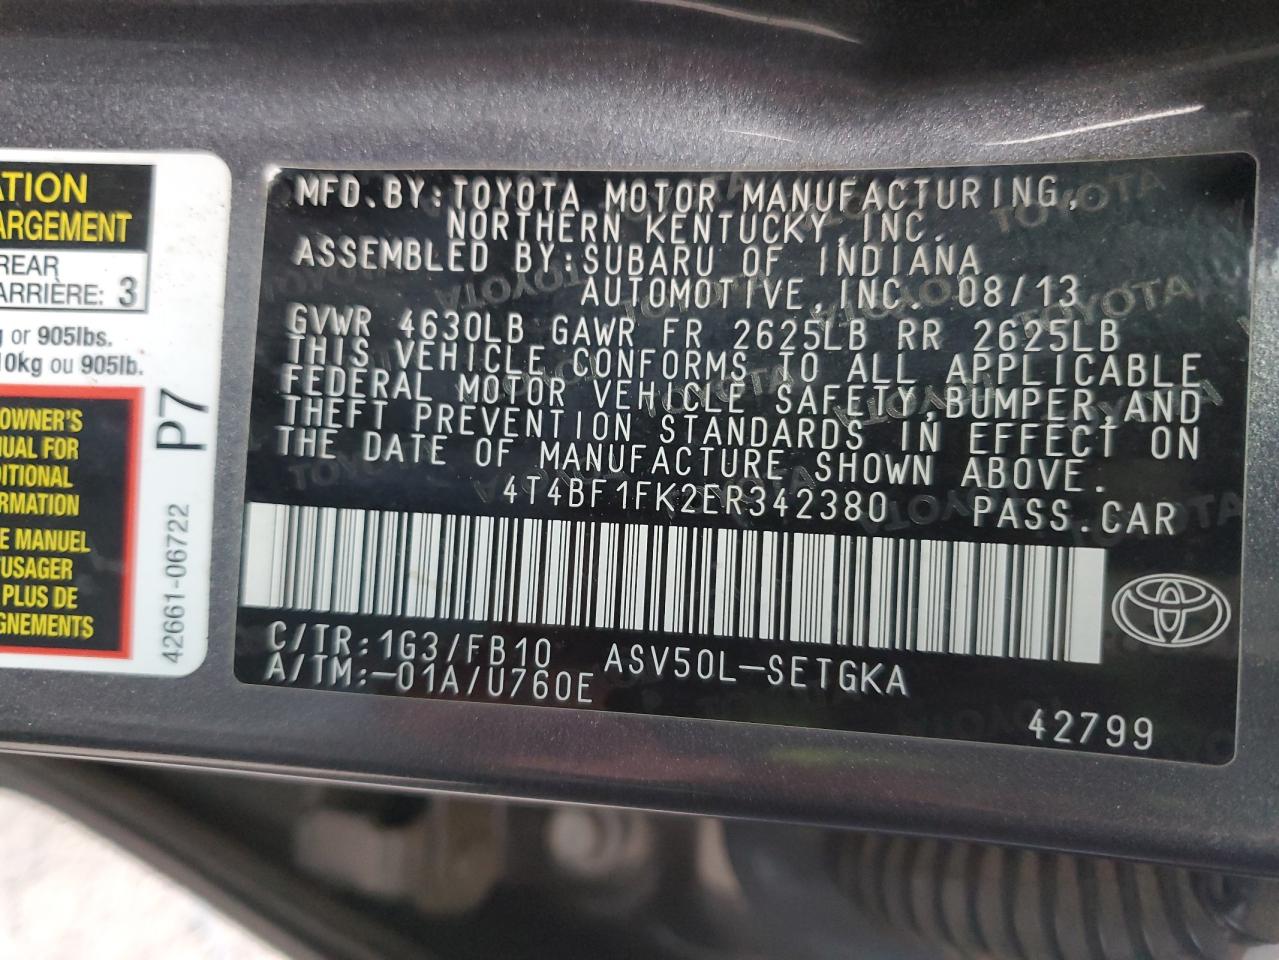 ATION
ARGEMENT
REAR
ARRIÈRE: 3
g or 905lbs.
10kg ou 905lb.
OWNER'S
NUAL FOR
DITIONAL
RMATION
E MANUEL
'USAGER
PLUS DE
GNEMENTS
P7
42661-06722
MFD.BY:TOYOTA MOTOR MANUFACTURING,
NORTHERN KENTUCKY,INC.
ASSEMBLED BY:SUBARU OF INDIANA
AUTOMOTIVE,INC. 08/13
GVWR 4630LB GAWR FR 2625LB RR 2625LB
THIS VEHICLE CONFORMS TO ALL APPLICABLE
FEDERAL MOTOR VEHICLE SAFETY,BUMPER,AND
THEFT PREVENTION STANDARDS IN EFFECT ON
THE DATE OF MANUFACTURE SHOWN ABOVE.
4T4BF1FK2ER342380 PASS.CAR
C/TR:1G3/FB10 ASV50L-SETGKA
A/TM:-01A/U760E
42799